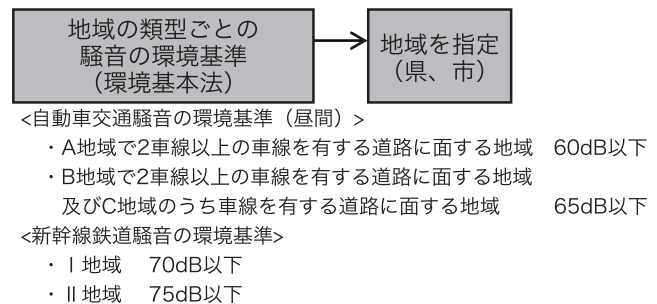 地域の類型ごとの
騒音の環境基準
（環境基本法）
地域を指定
（県、市）
<自動車交通騒音の環境基準（昼間）>
・A地域で2車線以上の車線を有する道路に面する地域　60dB以下
・B地域で2車線以上の車線を有する道路に面する地域
及びC地域のうち車線を有する道路に面する地域　65dB以下
<新幹線鉄道騒音の環境基準>
・Ⅰ地域　70dB以下
・Ⅱ地域　75dB以下